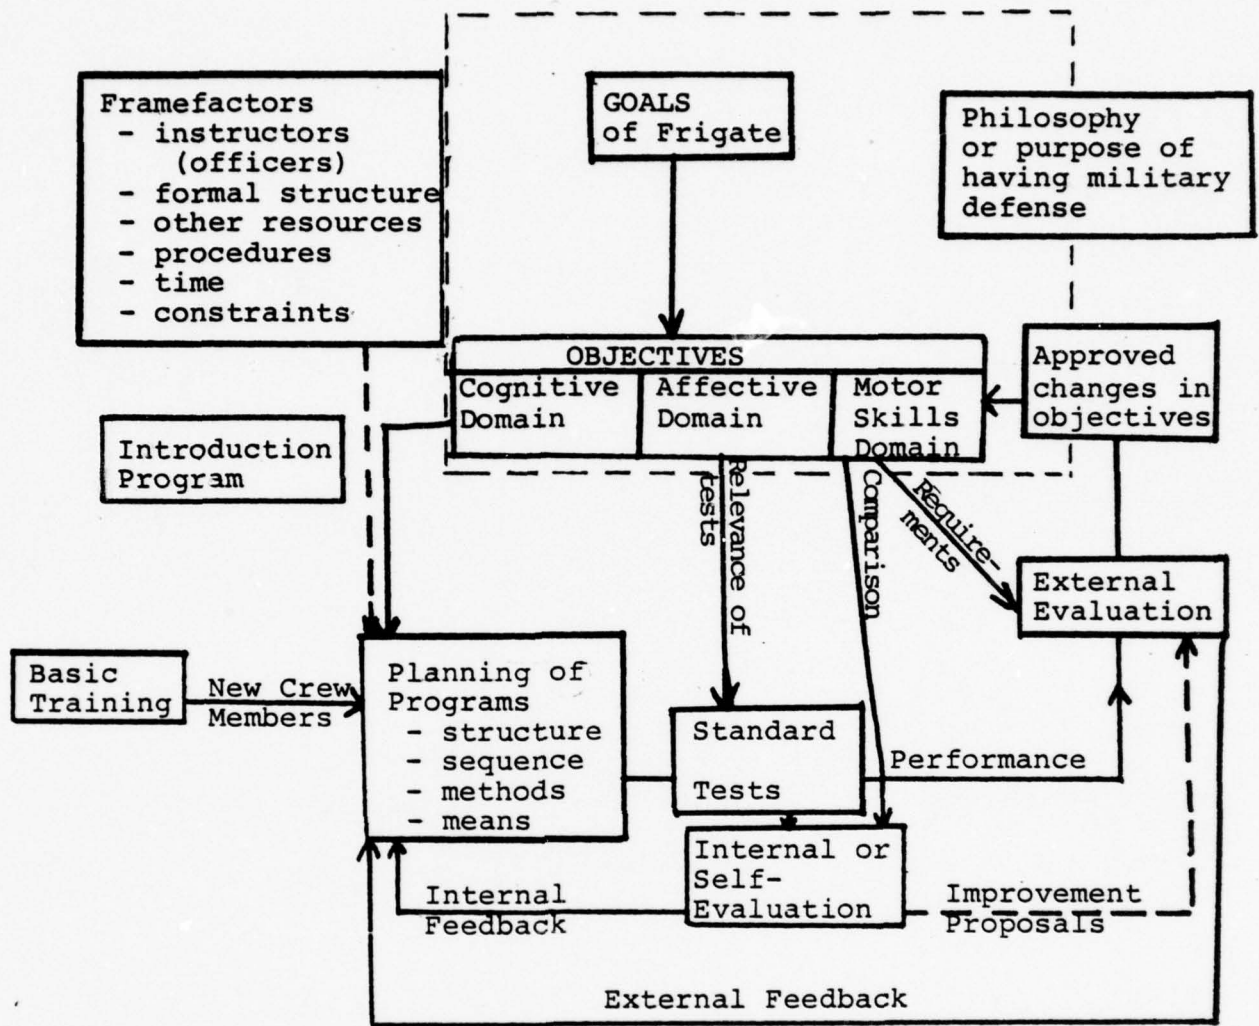 Framefactors
- instructors
(officers)
- formal structure
- other resources
- procedures
- time
- constraints
GOALS
of Frigate
Philosophy
or purpose of
having military
defense
OBJECTIVES
Cognitive
Domain
Affective
Domain
Motor
Skills
Domain
Approved
changes in
objectives
Introduction
Program
Relevance of
tests
Comparison
Require-
ments
External
Evaluation
Basic
Training
New Crew
Members
Planning of
Programs
- structure
- sequence
- methods
- means
Standard
Tests
Performance
Internal or
Self-
Evaluation
Internal
Feedback
Improvement
Proposals
External Feedback